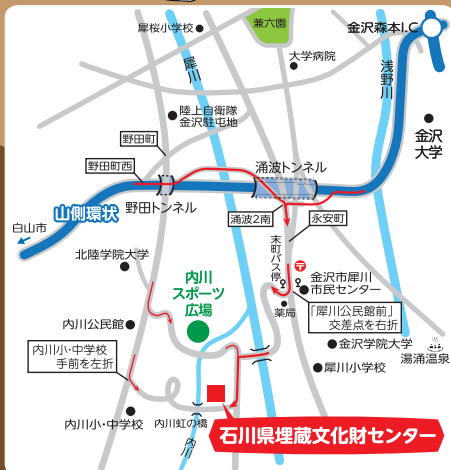 犀桜小学校
兼六園
金沢森本I.C
犀川
大学病院
浅野川
陸上自衛隊
金沢駐屯地
金沢
大学
野田町
野田町西
涌波トンネル
野田トンネル
山側環状
白山市
涌波2南
永安町
北陸学院大学
末町バス停
〒
金沢市犀川
市民センター
内川
スポーツ
広場
薬局
「犀川公民館前」
交差点を右折
内川公民館
金沢学院大学
湯涌温泉
内川小・中学校
手前を左折
犀川小学校
内川小・中学校
内川虹の橋
内川
石川県埋蔵文化財センター